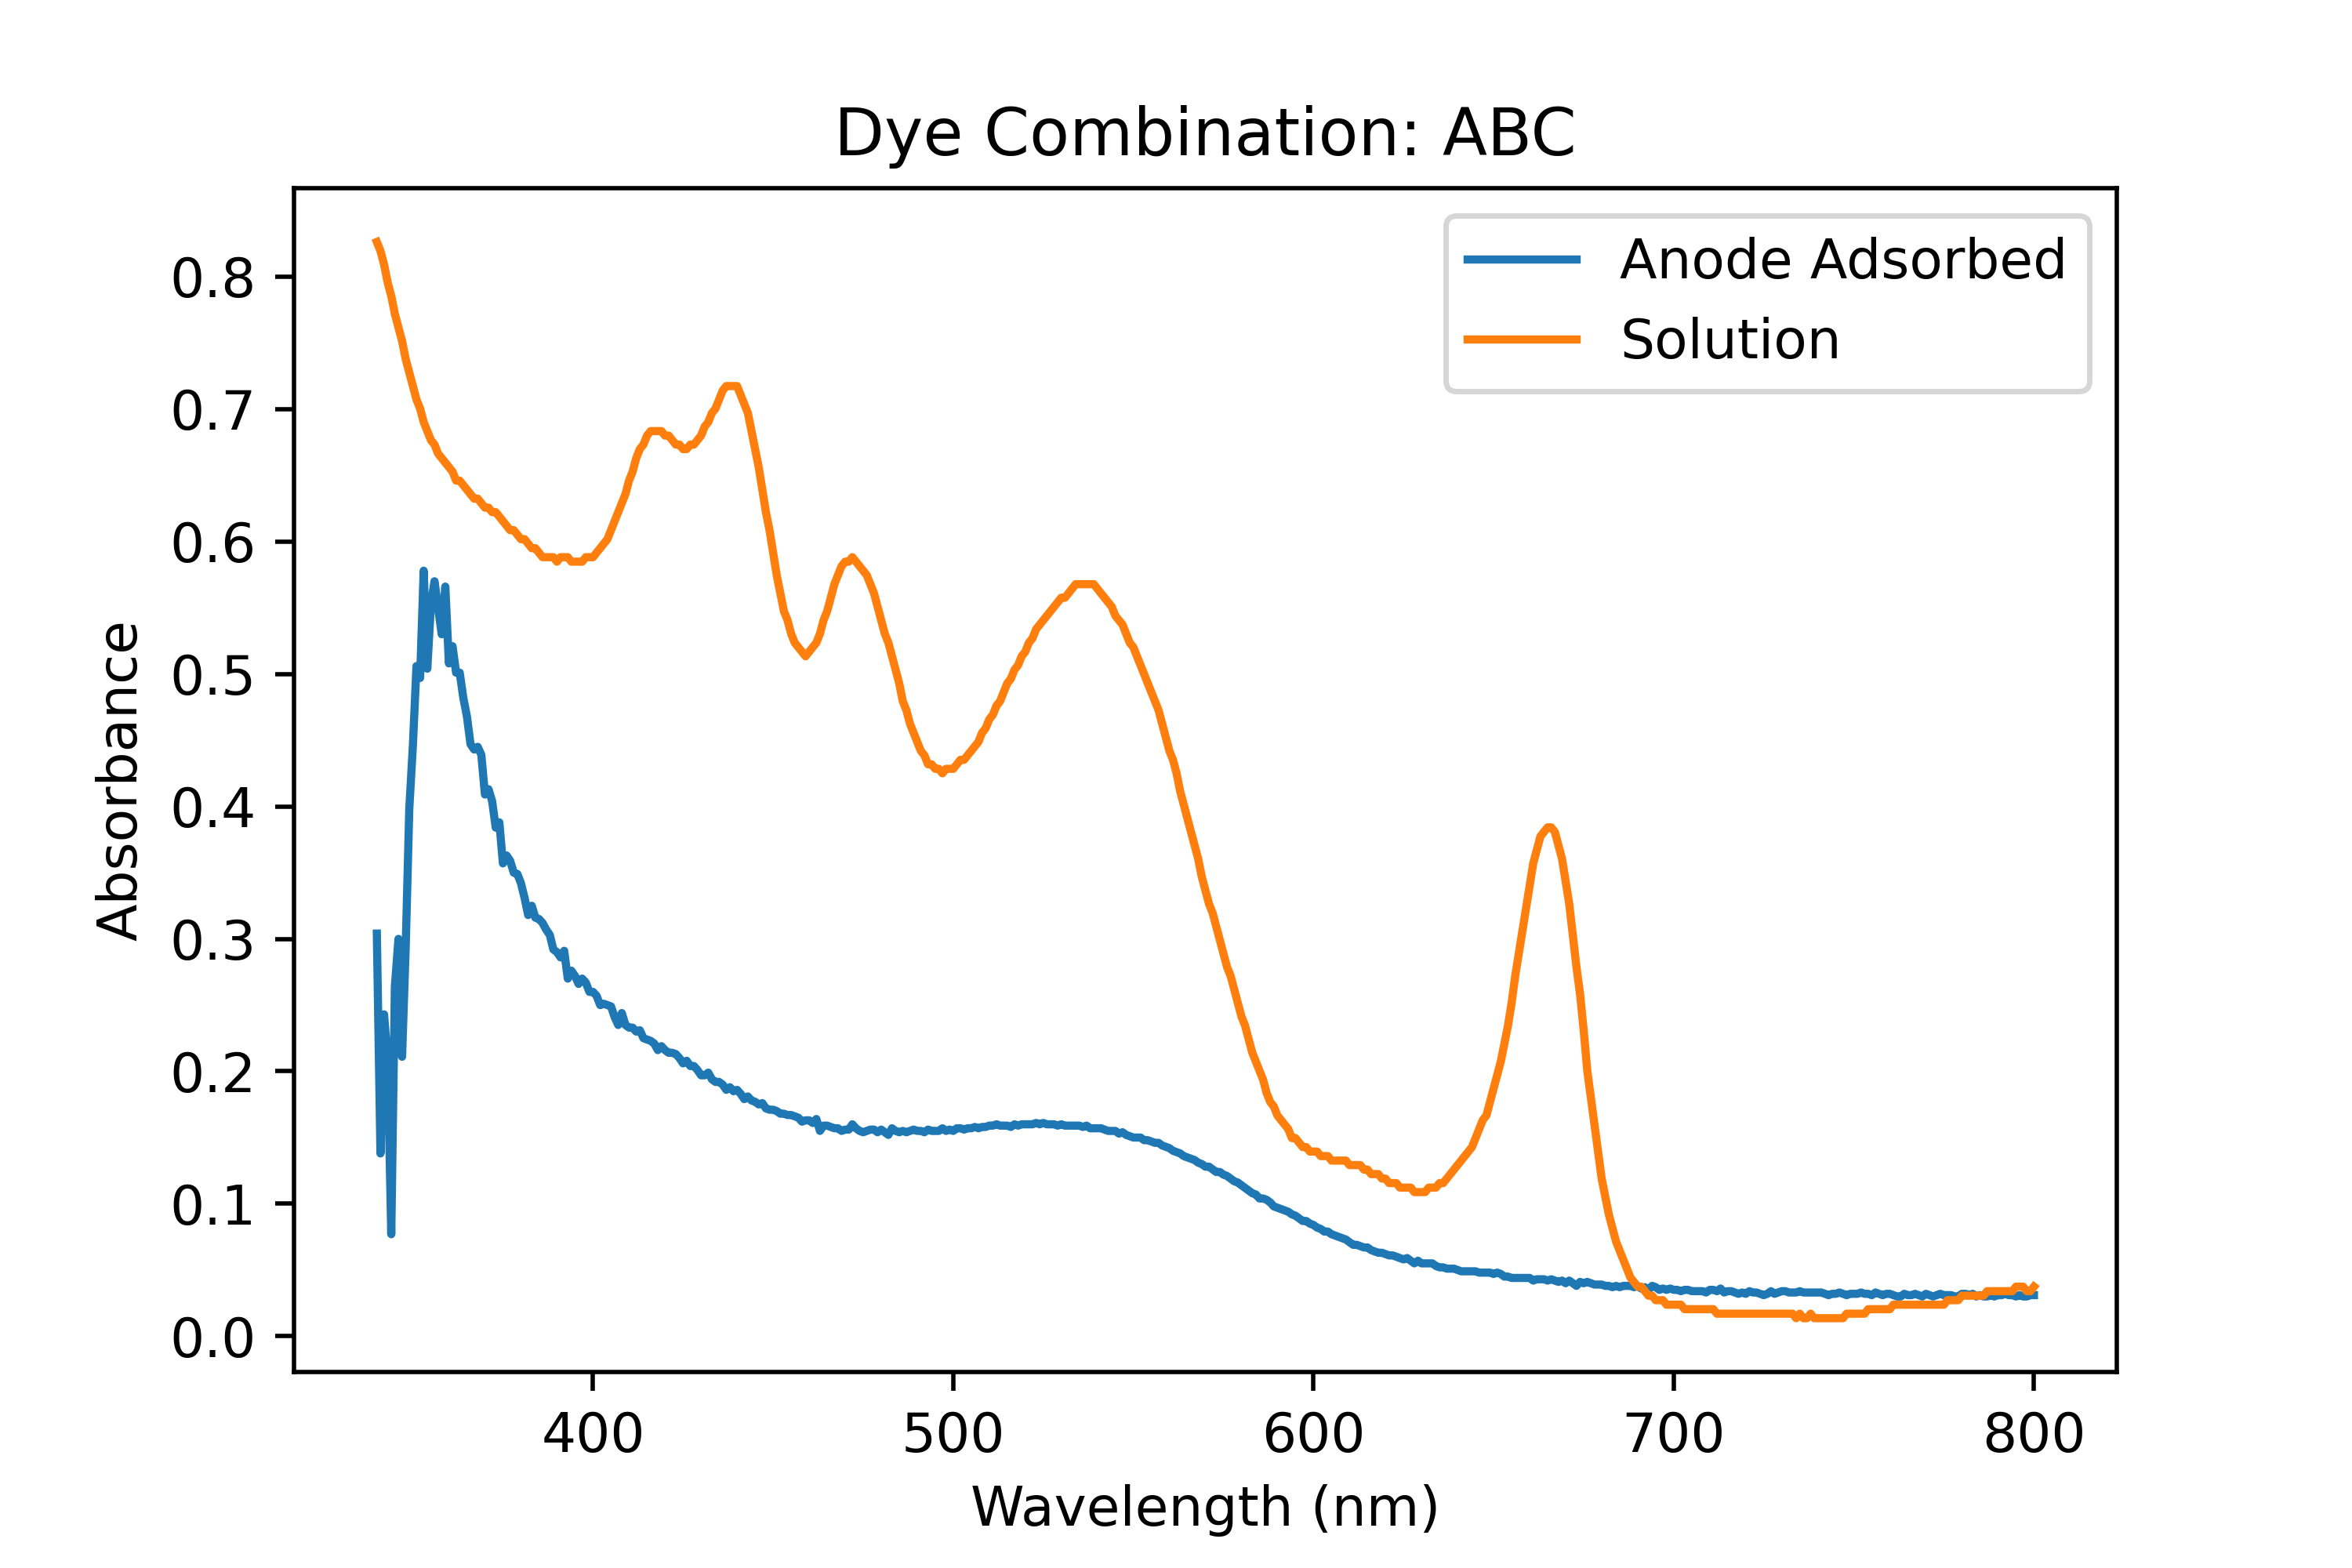 Dye Combination: ABC
Anode Adsorbed
Solution
Absorbance
0.8
0.7
0.6
0.5
0.4
0.3
0.2
0.1
0.0
400 500 600 700 800
Wavelength (nm)